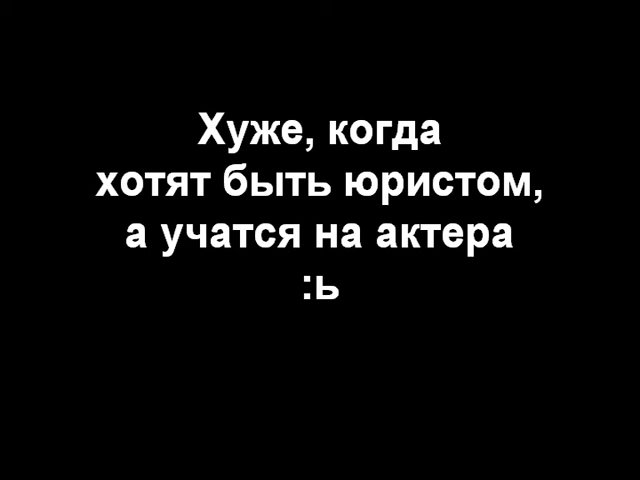 Хуже, когда
хотят быть юристом,
а учатся на актера
:ь